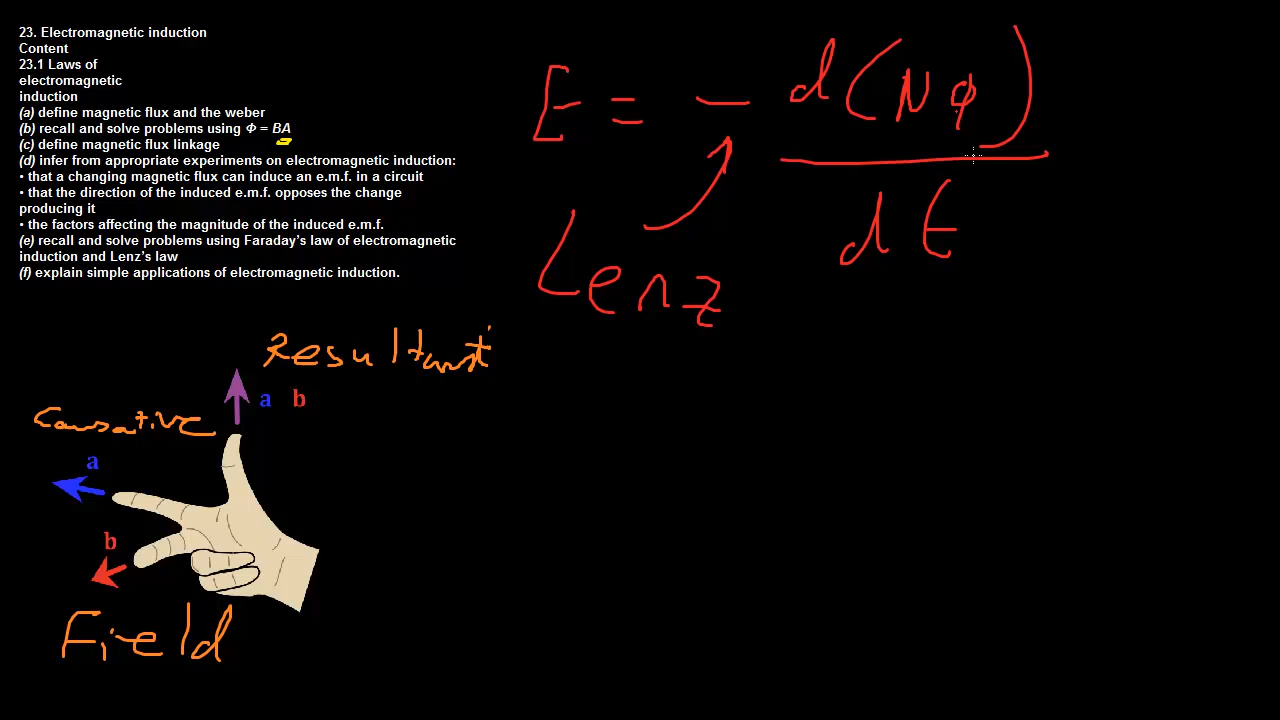 23. Electromagnetic induction
Content
23.1 Laws of
electromagnetic
induction
(a) define magnetic flux and the weber
(b) recall and solve problems using Φ = BA
(c) define magnetic flux linkage
(d) infer from appropriate experiments on electromagnetic induction:
• that a changing magnetic flux can induce an e.m.f. in a circuit
• that the direction of the induced e.m.f. opposes the change
producing it
• the factors affecting the magnitude of the induced e.m.f.
(e) recall and solve problems using Faraday's law of electromagnetic
induction and Lenz's law
(f) explain simple applications of electromagnetic induction.
E = - d(Nφ)
dt
Lenz
Resultant
a b
Causative
a
b
Field